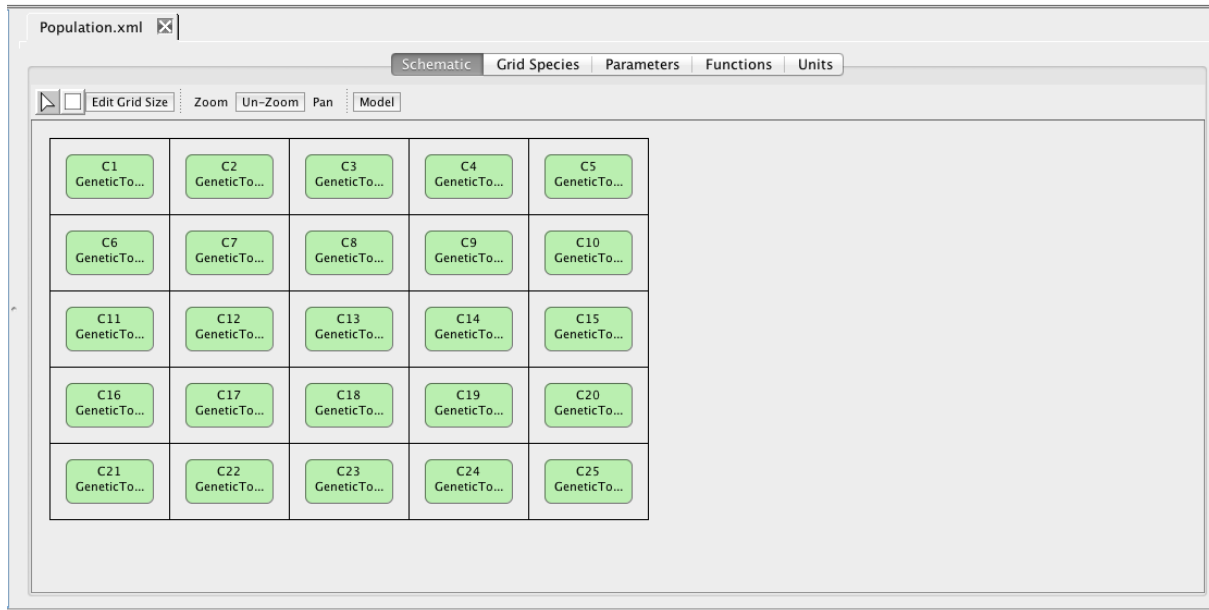 Population.xml
Schematic Grid Species Parameters Functions Units
Edit Grid Size Zoom Un-Zoom Pan Model
C1 C2 C3 C4 C5
GeneticTo... GeneticTo... GeneticTo... GeneticTo... GeneticTo...
C6 C7 C8 C9 C10
GeneticTo... GeneticTo... GeneticTo... GeneticTo... GeneticTo...
C11 C12 C13 C14 C15
GeneticTo... GeneticTo... GeneticTo... GeneticTo... GeneticTo...
C16 C17 C18 C19 C20
GeneticTo... GeneticTo... GeneticTo... GeneticTo... GeneticTo...
C21 C22 C23 C24 C25
GeneticTo... GeneticTo... GeneticTo... GeneticTo... GeneticTo...